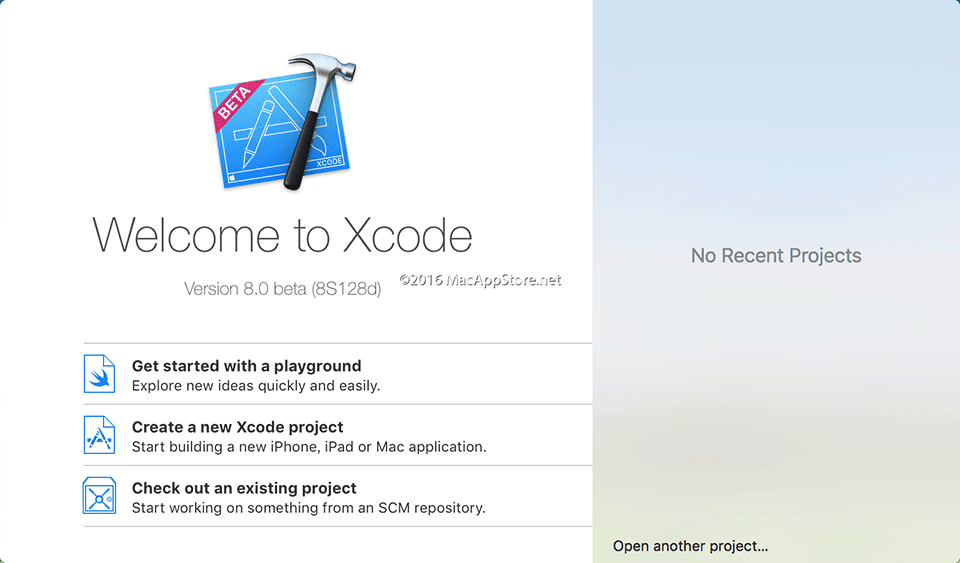 BETA
XCODE
Welcome to Xcode
Version 8.0 beta (8S128d)
©2016 MacAppStore.net
Get started with a playground
Explore new ideas quickly and easily.
Create a new Xcode project
Start building a new iPhone, iPad or Mac application.
Check out an existing project
Start working on something from an SCM repository.
No Recent Projects
Open another project...